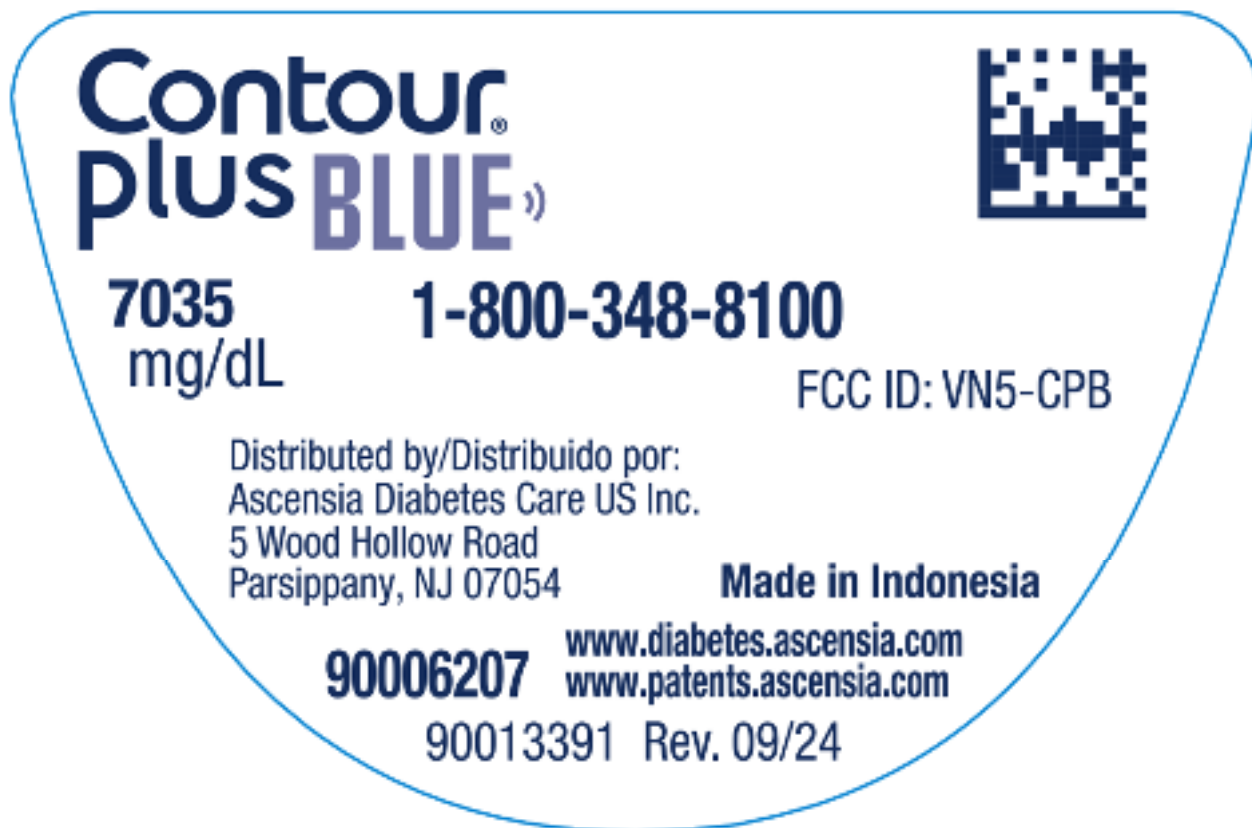 Contour®
plus BLUE
7035
mg/dL
1-800-348-8100
FCC ID: VN5-CPB
Distributed by/Distribuido por:
Ascensia Diabetes Care US Inc.
5 Wood Hollow Road
Parsippany, NJ 07054
Made in Indonesia
90006207
www.diabetes.ascensia.com
www.patents.ascensia.com
90013391 Rev. 09/24